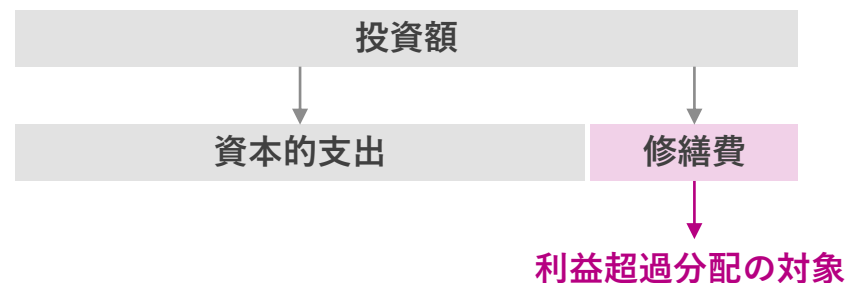 投資額
資本的支出
修繕費
利益超過分配の対象